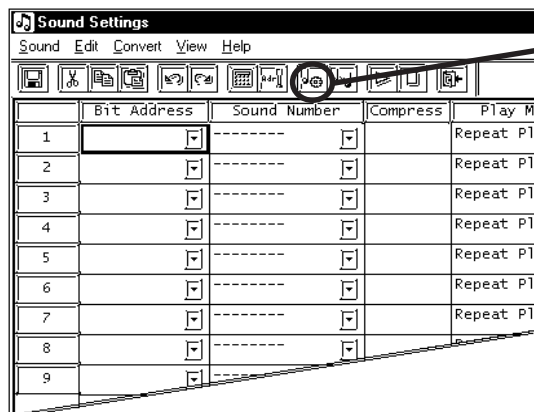 Sound Settings
Sound Edit Convert View Help
Adr
Bit Address Sound Number Compress Play M
1 -------- Repeat Pl
2 -------- Repeat Pl
3 -------- Repeat Pl
4 -------- Repeat Pl
5 -------- Repeat Pl
6 -------- Repeat Pl
7 -------- Repeat Pl
8 --------
9